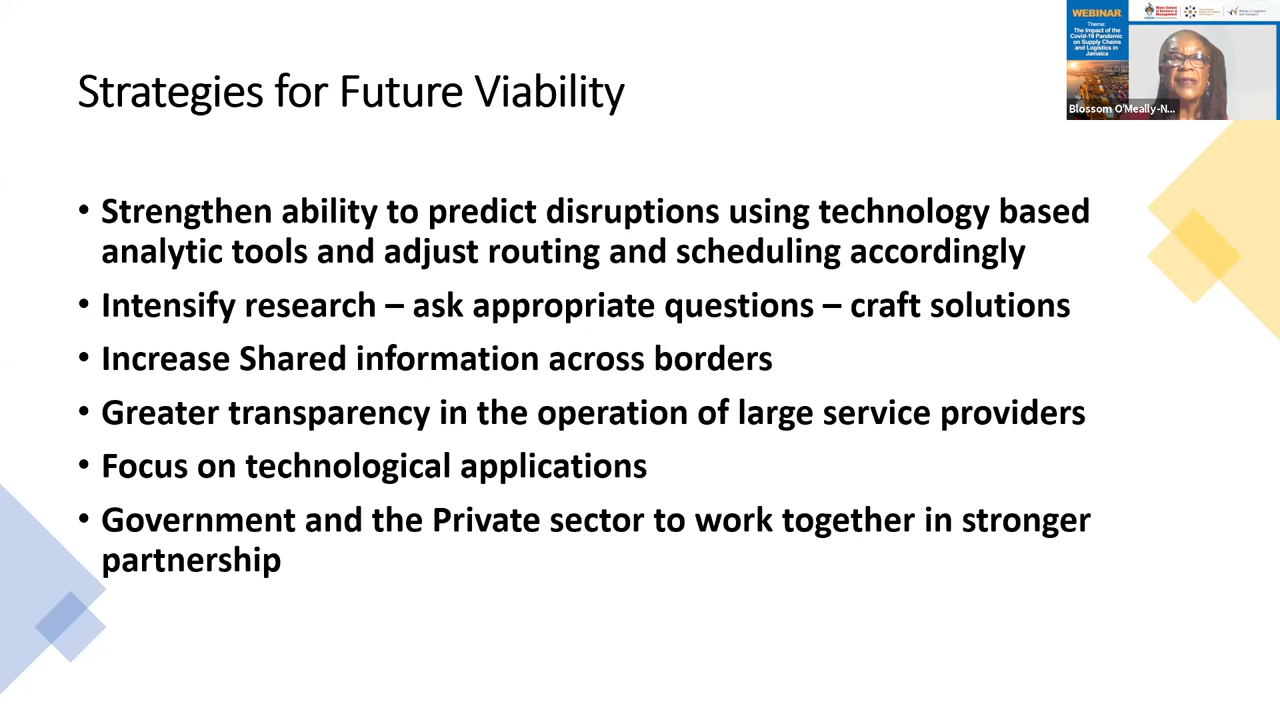 WEBINAR
Theme:
The Impact of the
Covid-19 Pandemic
on Supply Chains
and Logistics in
Jamaica
Blossom O'Meally-N...
Strategies for Future Viability
• Strengthen ability to predict disruptions using technology based
analytic tools and adjust routing and scheduling accordingly
• Intensify research – ask appropriate questions – craft solutions
• Increase Shared information across borders
• Greater transparency in the operation of large service providers
• Focus on technological applications
• Government and the Private sector to work together in stronger
partnership